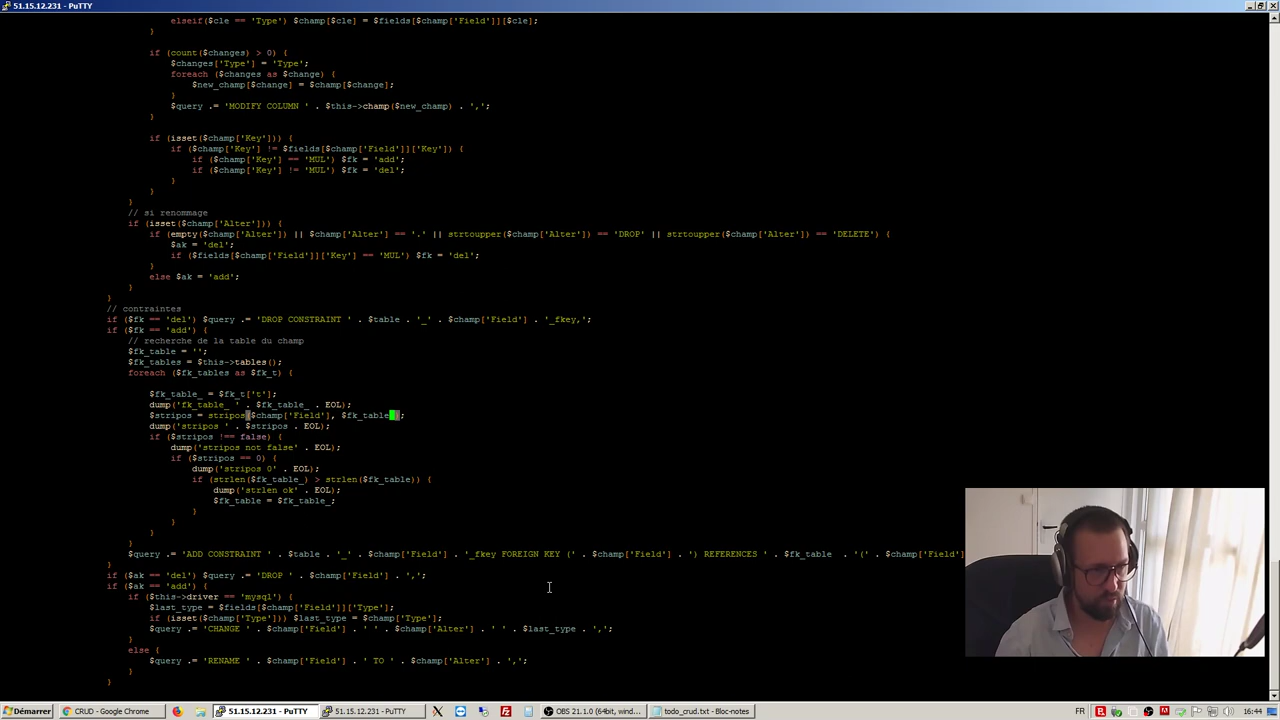 51.15.12.231 - PuTTY
elseif($cle == 'Type') $champ[$cle] = $fields[$champ['Field']][$cle];
}
if (count($changes) > 0) {
$changes['Type'] = 'Type';
foreach ($changes as $change) {
$new_champ[$change] = $champ[$change];
}
$query .= 'MODIFY COLUMN ' . $this->champ($new_champ) . ',';
}
if (isset($champ['Key'])) {
if ($champ['Key'] != $fields[$champ['Field']]['Key']) {
if ($champ['Key'] == 'MUL') $fk = 'add';
if ($champ['Key'] != 'MUL') $fk = 'del';
}
}
// si renommage
if (isset($champ['Alter'])) {
if (empty($champ['Alter']) || $champ['Alter'] == '.' || strtoupper($champ['Alter']) == 'DROP' || strtoupper($champ['Alter']) == 'DELETE') {
$ak = 'del';
if ($fields[$champ['Field']]['Key'] == 'MUL') $fk = 'del';
}
else $ak = 'add';
}
}
// contraintes
if ($fk == 'del') $query .= 'DROP CONSTRAINT ' . $table . '_' . $champ['Field'] . '_fkey,';
if ($fk == 'add') {
// recherche de la table du champ
$fk_table = '';
$fk_tables = $this->tables();
foreach ($fk_tables as $fk_t) {
$fk_table_ = $fk_t['t'];
dump('fk_table_ ' . $fk_table_ . EOL);
$stripos = stripos($champ['Field'], $fk_table_);
dump('stripos ' . $stripos . EOL);
if ($stripos !== false) {
dump('stripos not false' . EOL);
if ($stripos == 0) {
dump('stripos 0' . EOL);
if (strlen($fk_table_) > strlen($fk_table)) {
dump('strlen ok' . EOL);
$fk_table = $fk_table_;
}
}
}
}
$query .= 'ADD CONSTRAINT ' . $table . '_' . $champ['Field'] . '_fkey FOREIGN KEY (' . $champ['Field'] . ') REFERENCES ' . $fk_table . '(' . $champ['Field']
}
if ($ak == 'del') $query .= 'DROP ' . $champ['Field'] . ',';
if ($ak == 'add') {
if ($this->driver == 'mysql') {
$last_type = $fields[$champ['Field']]['Type'];
if (isset($champ['Type'])) $last_type = $champ['Type'];
$query .= 'CHANGE ' . $champ['Field'] . ' ' . $champ['Alter'] . ' ' . $last_type . ',';
}
else {
$query .= 'RENAME ' . $champ['Field'] . ' TO ' . $champ['Alter'] . ',';
}
}
Démarrer CRUD - Google Chrome 51.15.12.231 - PuTTY 51.15.12.231 - PuTTY OBS 21.1.0 (64bit, wind... todo_crud.txt - Bloc-notes FR 16:44